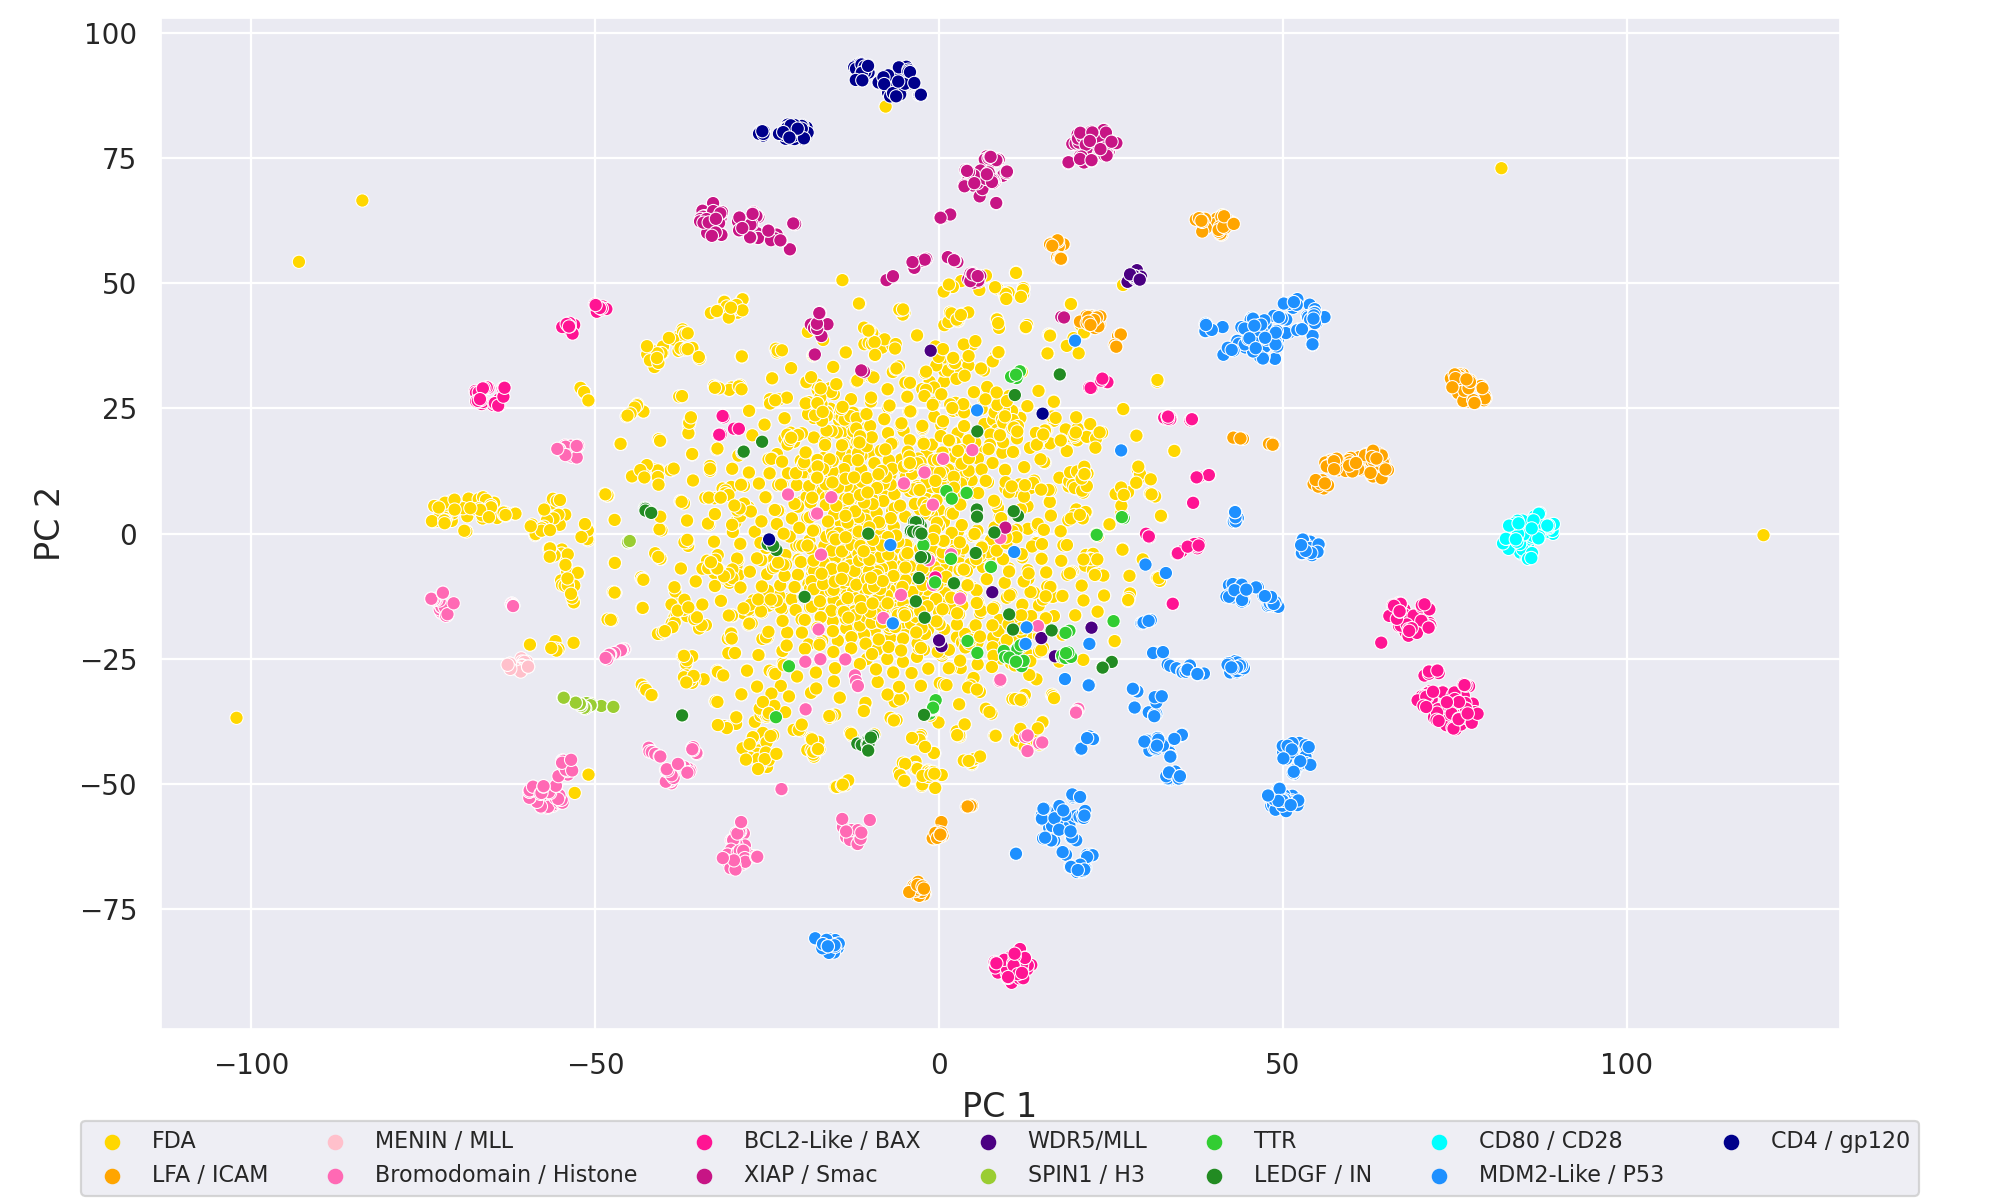 100
75
50
25
0
−25
−50
−75
PC 2
−100 −50 0 50 100
PC 1
FDA MENIN / MLL BCL2-Like / BAX WDR5/MLL TTR CD80 / CD28 CD4 / gp120
LFA / ICAM Bromodomain / Histone XIAP / Smac SPIN1 / H3 LEDGF / IN MDM2-Like / P53